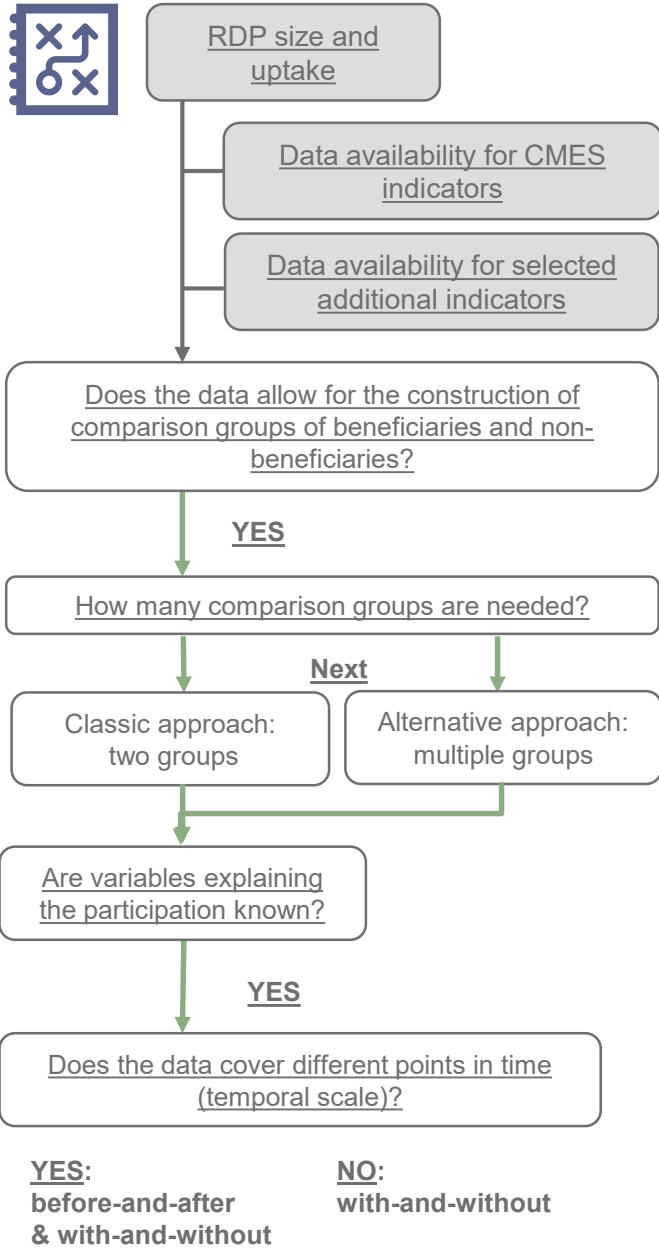 RDP size and
uptake
Data availability for CMES
indicators
Data availability for selected
additional indicators
Does the data allow for the construction of
comparison groups of beneficiaries and non-
beneficiaries?
YES
How many comparison groups are needed?
Next
Classic approach:
two groups
Alternative approach:
multiple groups
Are variables explaining
the participation known?
YES
Does the data cover different points in time
(temporal scale)?
YES:
before-and-after
& with-and-without
NO:
with-and-without